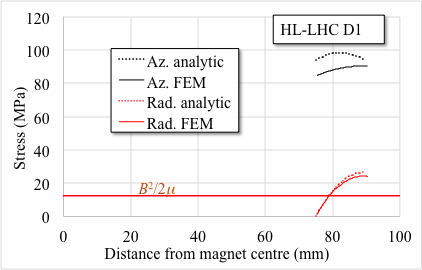 HL-LHC D1
120
100
80
60
40
20
0
Stress (MPa)
Az. analytic
Az. FEM
Rad. analytic
Rad. FEM
B²/2μ
0 20 40 60 80 100
Distance from magnet centre (mm)